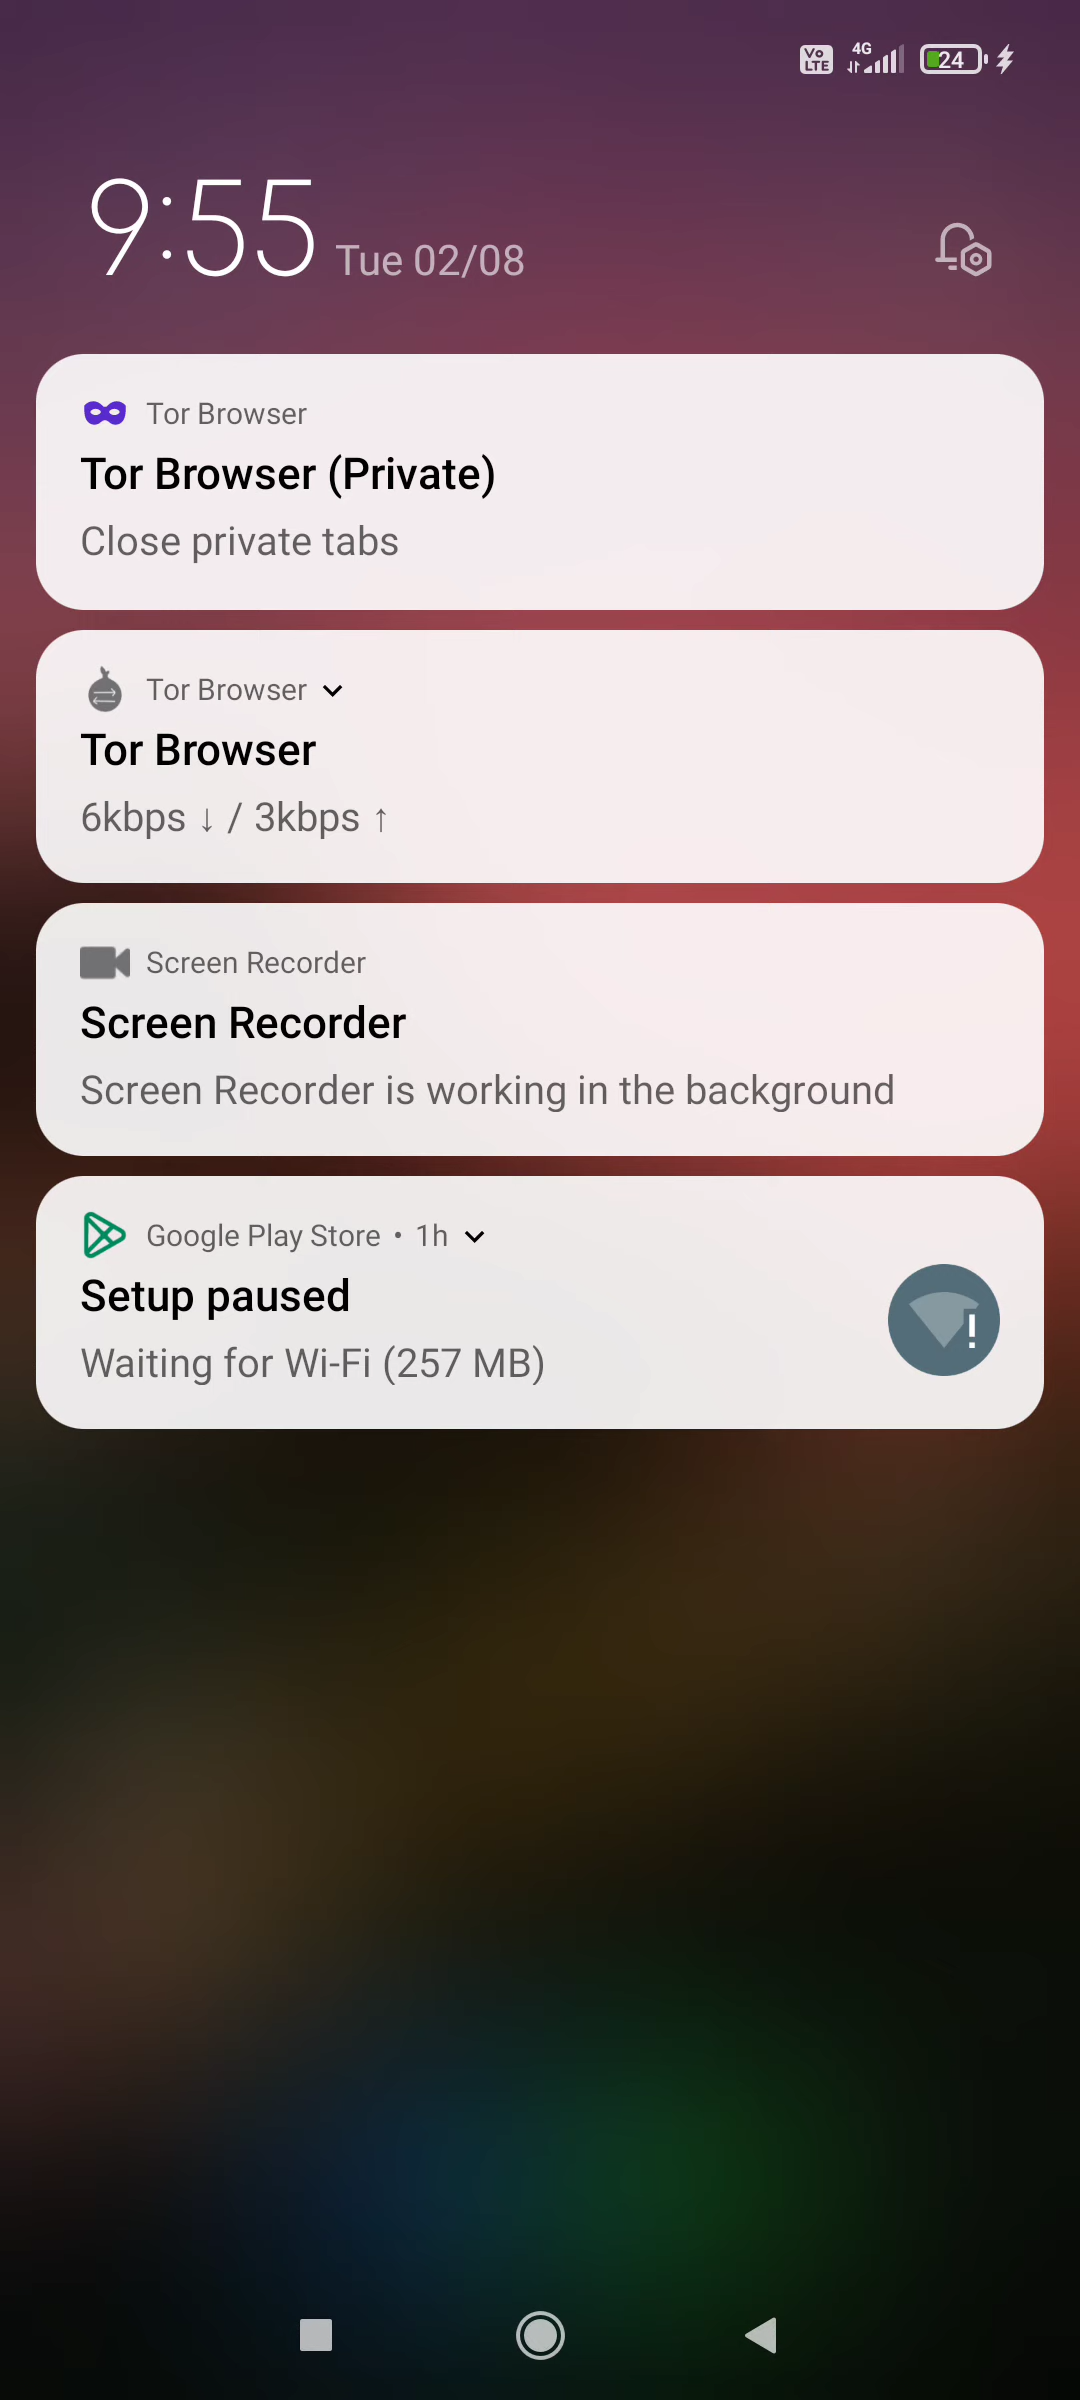 Vo LTE 4G 24
9:55 Tue 02/08
Tor Browser
Tor Browser (Private)
Close private tabs
Tor Browser
Tor Browser
6kbps ↓ / 3kbps ↑
Screen Recorder
Screen Recorder
Screen Recorder is working in the background
Google Play Store • 1h
Setup paused
Waiting for Wi-Fi (257 MB)